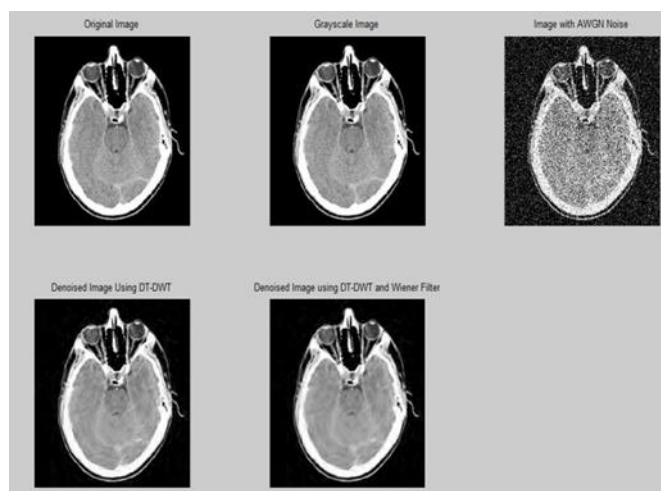 Original Image
Grayscale Image
Image with AWGN Noise
Denoised Image Using DT-DWT
Denoised Image using DT-DWT and Wiener Filter